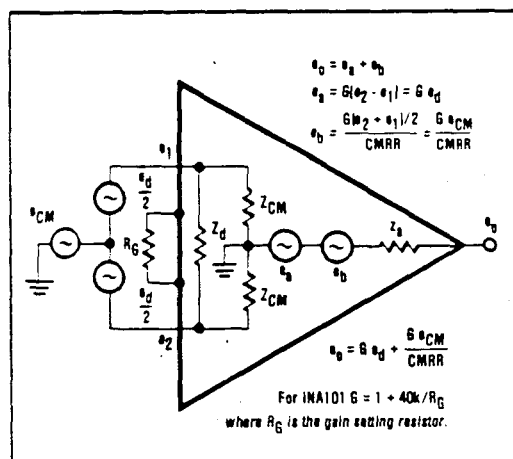 e_o = e_a + e_b
e_a = G(e_2 - e_1) = G e_d
e_b = G(e_2 + e_1)/2 / CMRR = G e_CM / CMRR
e_1
e_d/2
Z_CM
e_CM
R_G
Z_d
Z_a
e_o
e_a
e_b
e_d/2
Z_CM
e_2
e_o = G e_d + G e_CM / CMRR
For INA101 G = 1 + 40k/R_G
where R_G is the gain setting resistor.